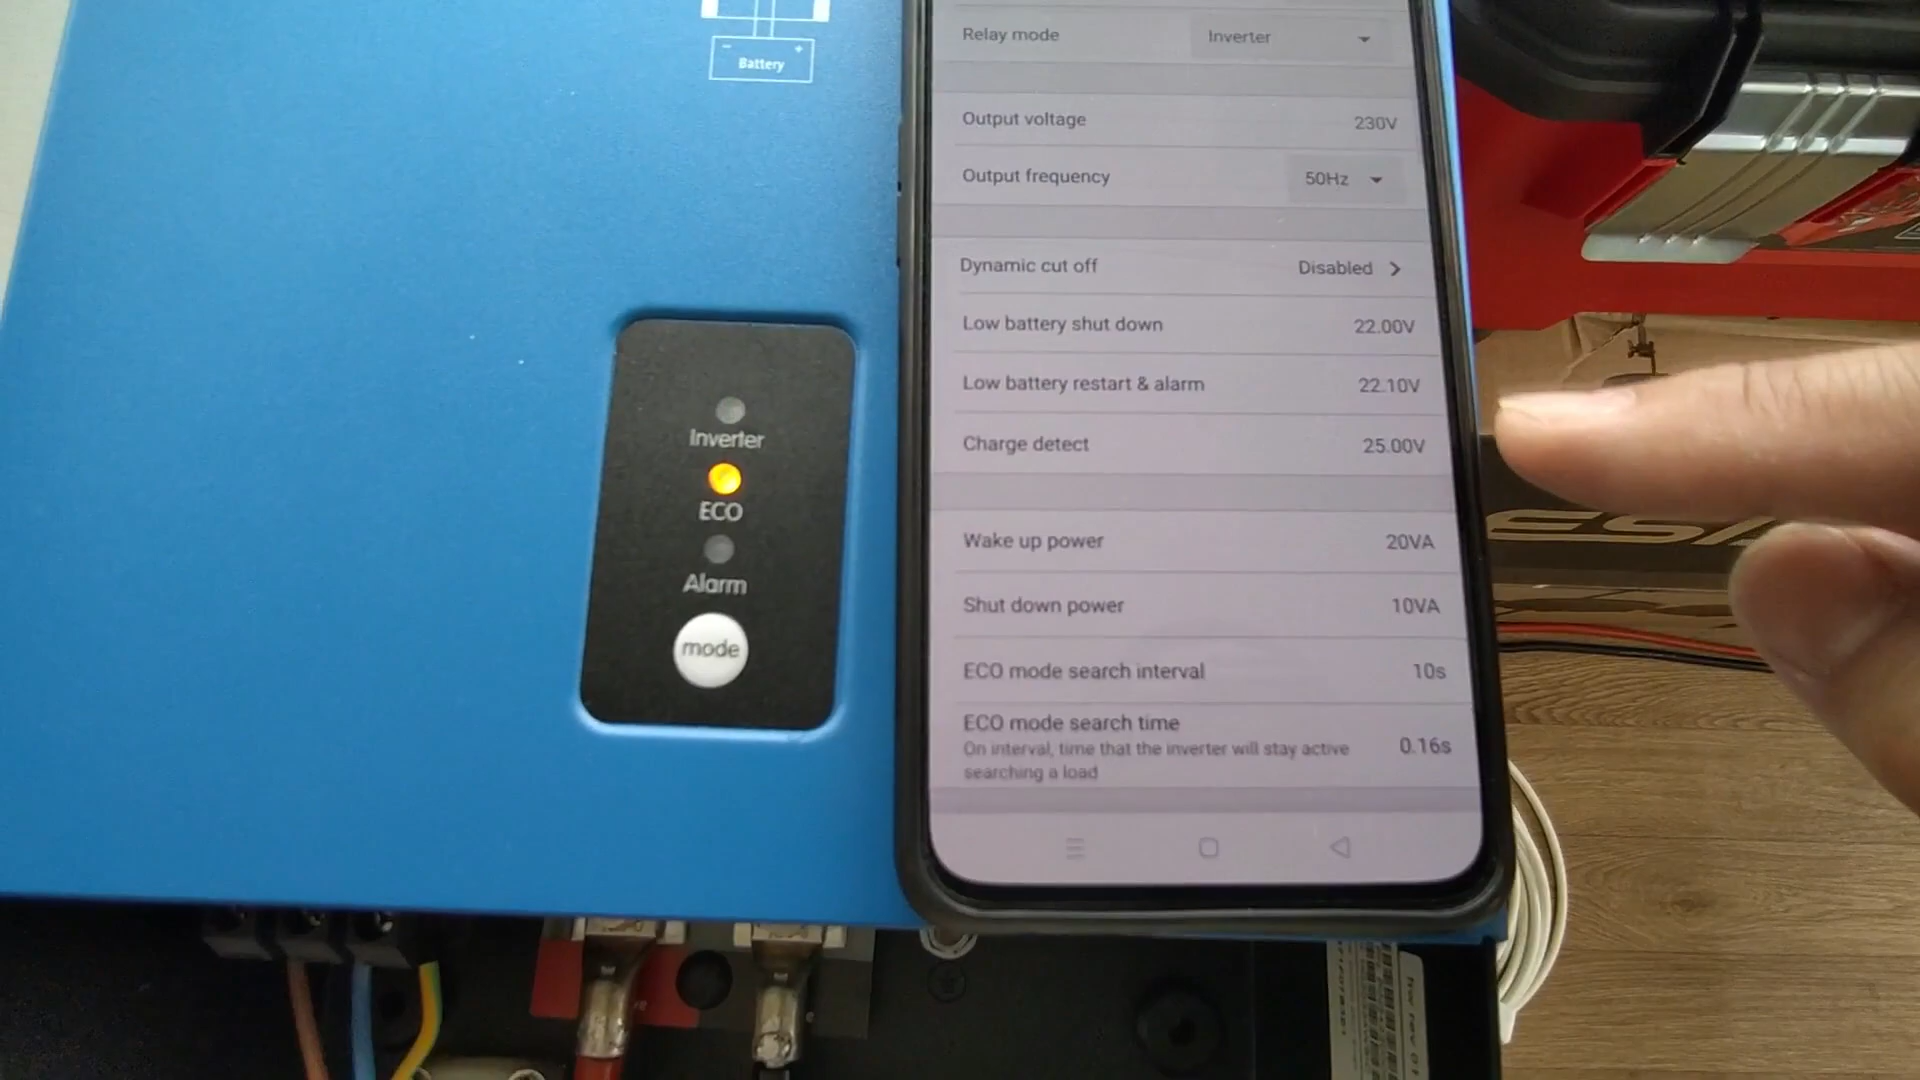 Battery
Inverter
ECO
Alarm
mode
Relay mode Inverter
Output voltage 230V
Output frequency 50Hz
Dynamic cut off Disabled
Low battery shut down 22.00V
Low battery restart & alarm 22.10V
Charge detect 25.00V
Wake up power 20VA
Shut down power 10VA
ECO mode search interval 10s
ECO mode search time 0.16s
On interval, time that the inverter will stay active
searching a load